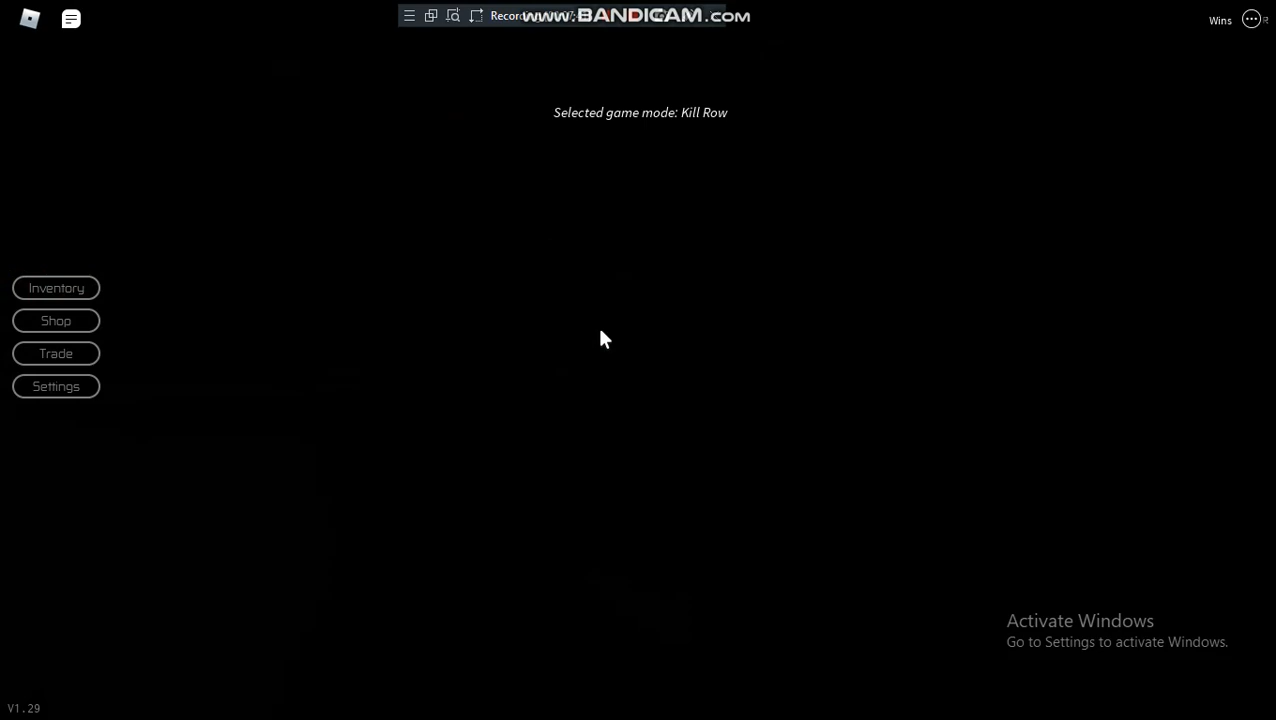 Record
www.BANDICAM.COM
Wins
Selected game mode: Kill Row
Inventory
Shop
Trade
Settings
Activate Windows
Go to Settings to activate Windows.
V1.29